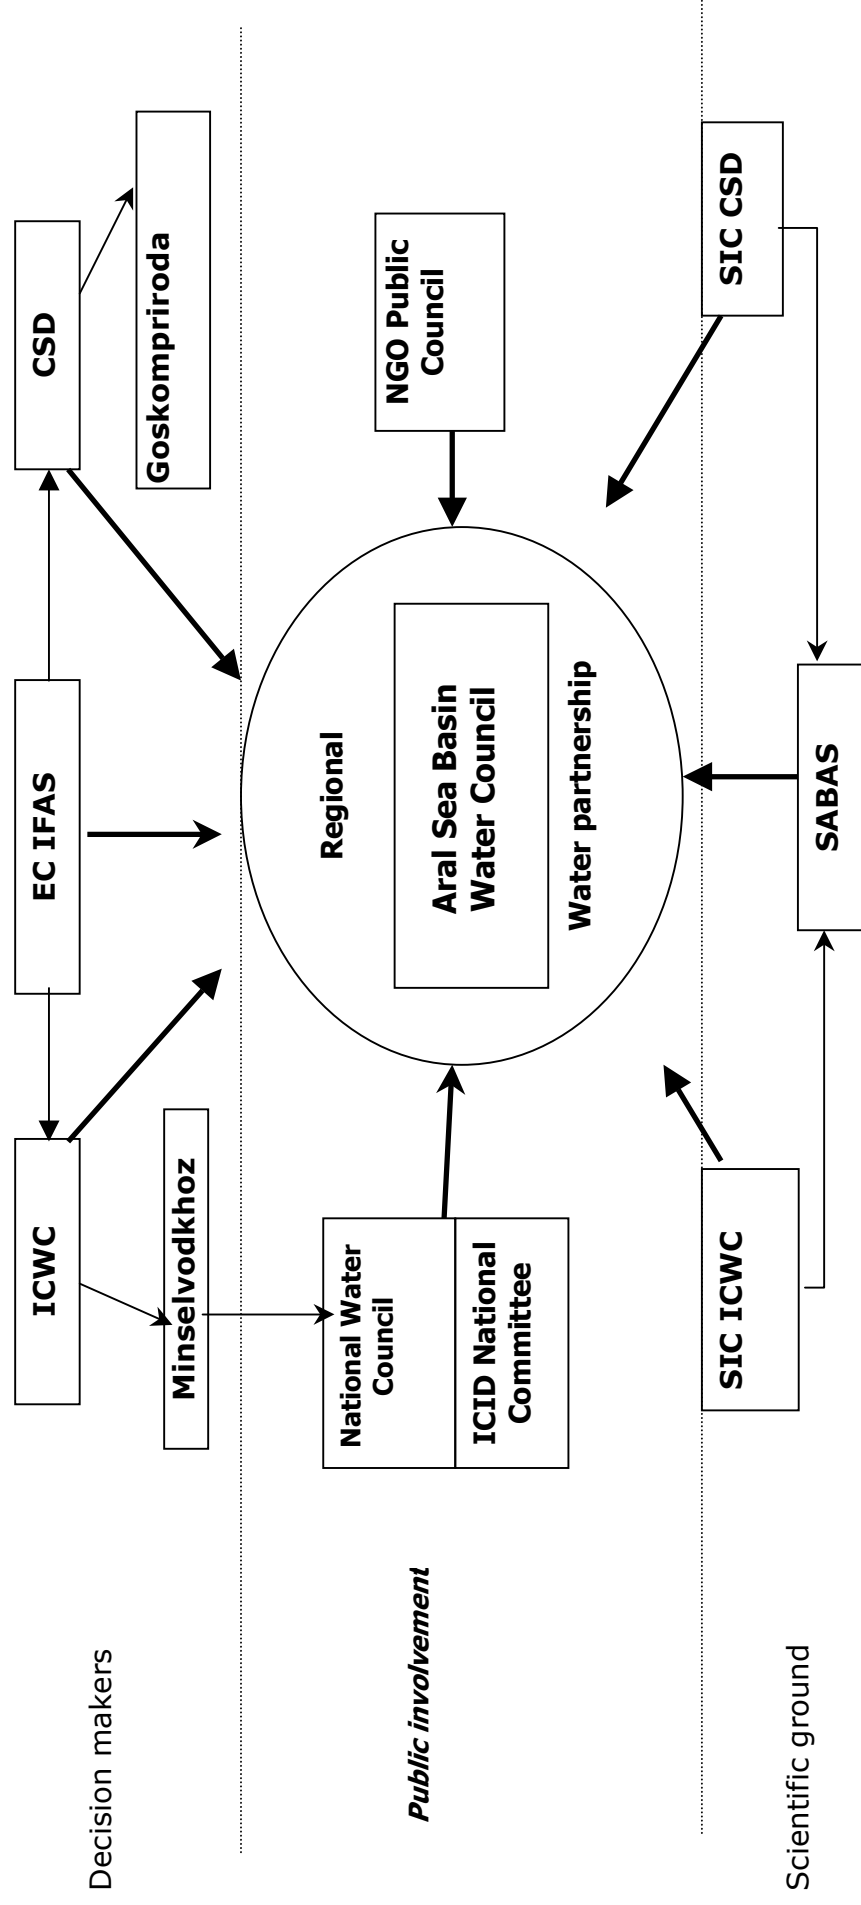 Decision makers
ICWC
EC IFAS
CSD
Minselvodkhoz
Goskompriroda
Public involvement
National Water
Council
ICID National
Committee
Regional
Aral Sea Basin
Water Council
Water partnership
NGO Public
Council
Scientific ground
SIC ICWC
SABAS
SIC CSD